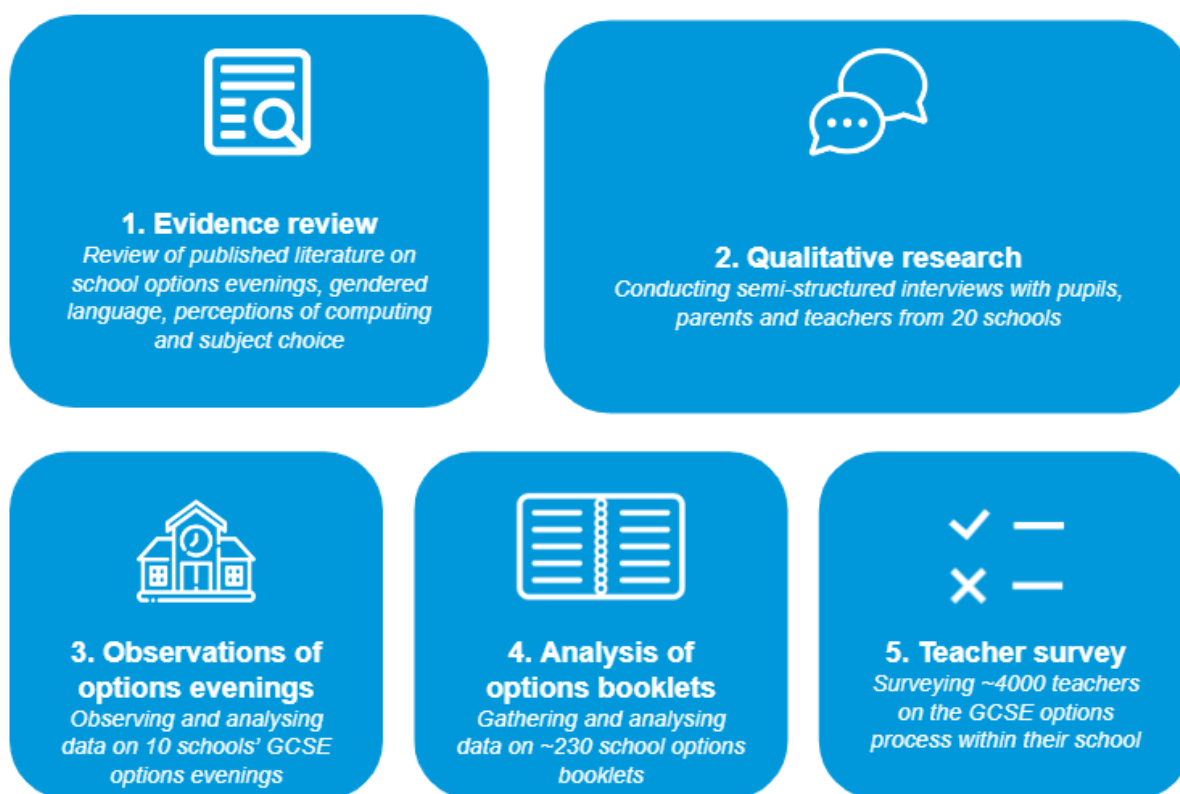 1. Evidence review
Review of published literature on
school options evenings, gendered
language, perceptions of computing
and subject choice
2. Qualitative research
Conducting semi-structured interviews with pupils,
parents and teachers from 20 schools
3. Observations of
options evenings
Observing and analysing
data on 10 schools' GCSE
options evenings
4. Analysis of
options booklets
Gathering and analysing
data on ~230 school options
booklets
5. Teacher survey
Surveying ~4000 teachers
on the GCSE options
process within their school